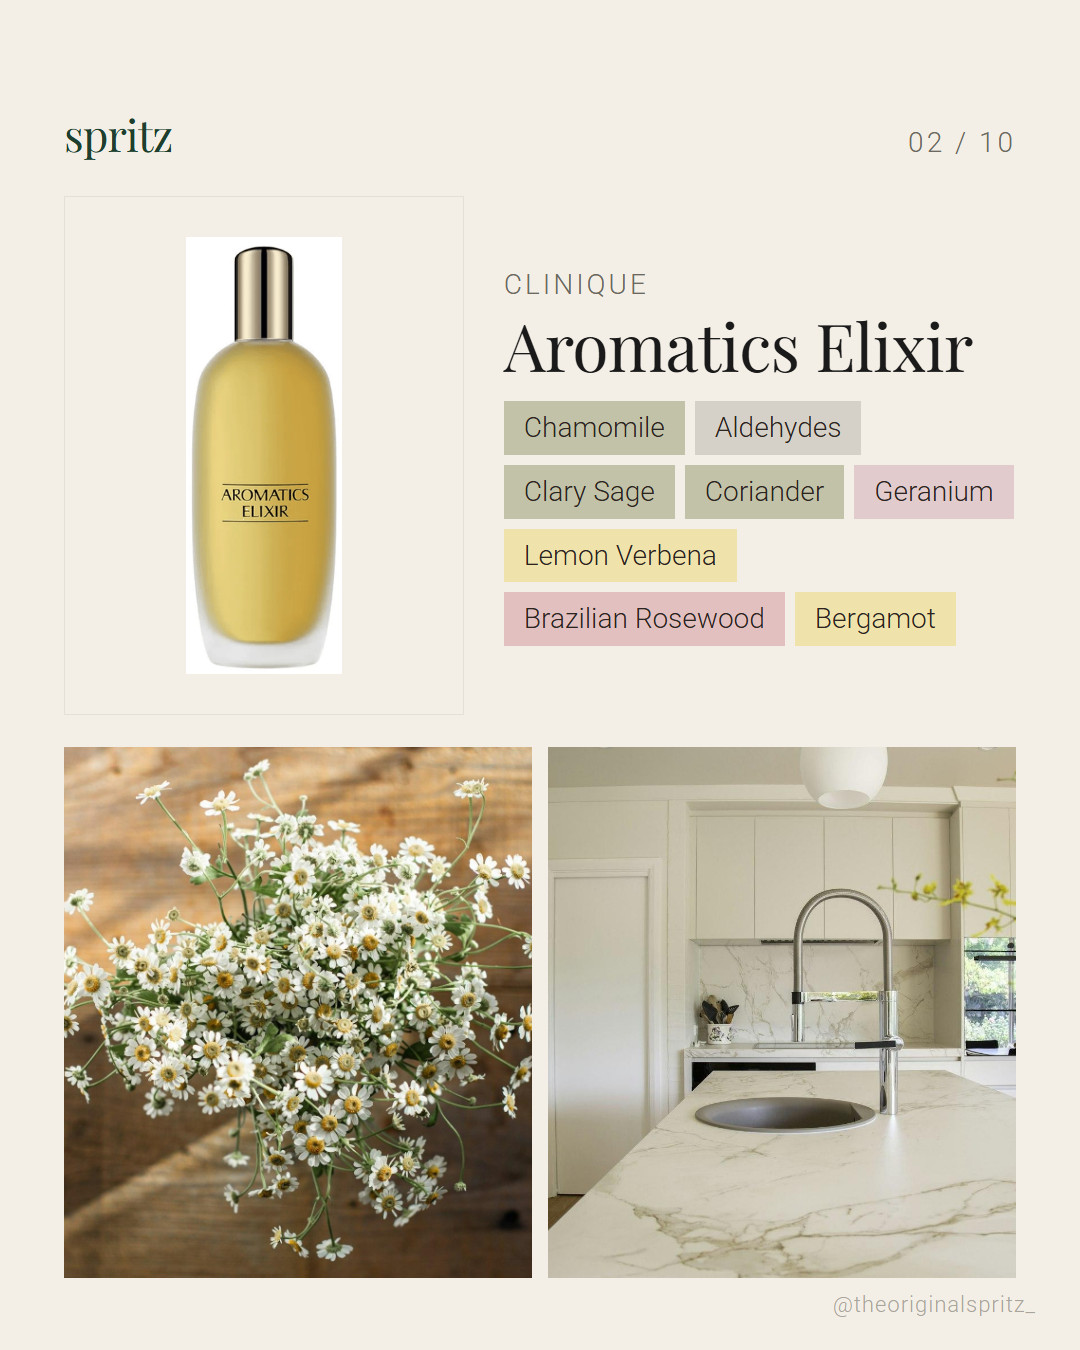 spritz
02 / 10
CLINIQUE
Aromatics Elixir
Chamomile
Aldehydes
Clary Sage
Coriander
Geranium
Lemon Verbena
Brazilian Rosewood
Bergamot
AROMATICS
ELIXIR
@theoriginalspritz_